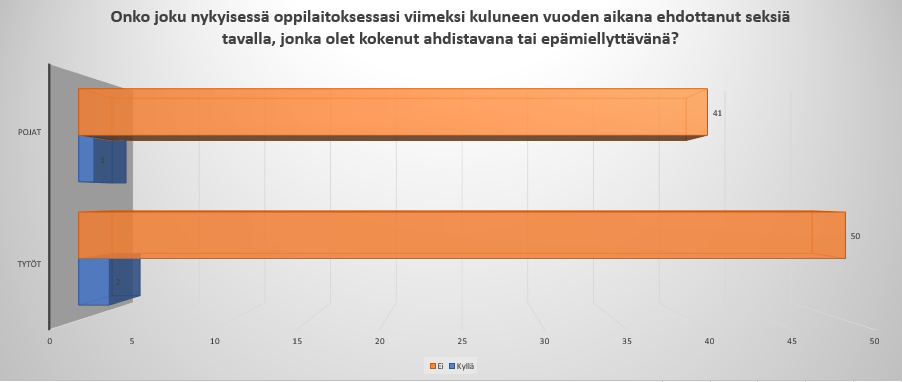 Onko joku nykyisessä oppilaitoksessasi viimeksi kuluneen vuoden aikana ehdottanut seksiä
tavalla, jonka olet kokenut ahdistavana tai epämiellyttävänä?
41
POJAT
1
50
TYTÖT
2
0 5 10 15 20 25 30 35 40 45 50
Ei Kyllä